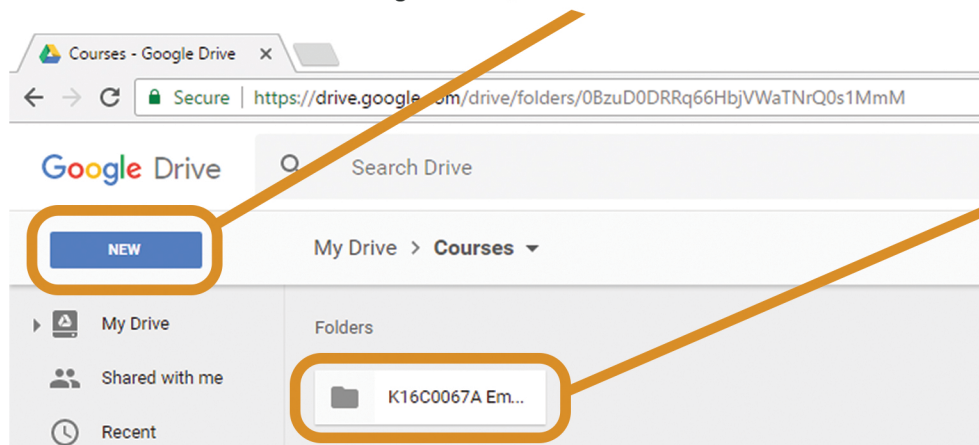 Courses - Google Drive
Secure | https://drive.google.com/drive/folders/0BzuD0DRRq66HbjVWaTNrQ0s1MmM
Google Drive Search Drive
NEW My Drive > Courses
My Drive
Folders
Shared with me
K16C0067A Em...
Recent